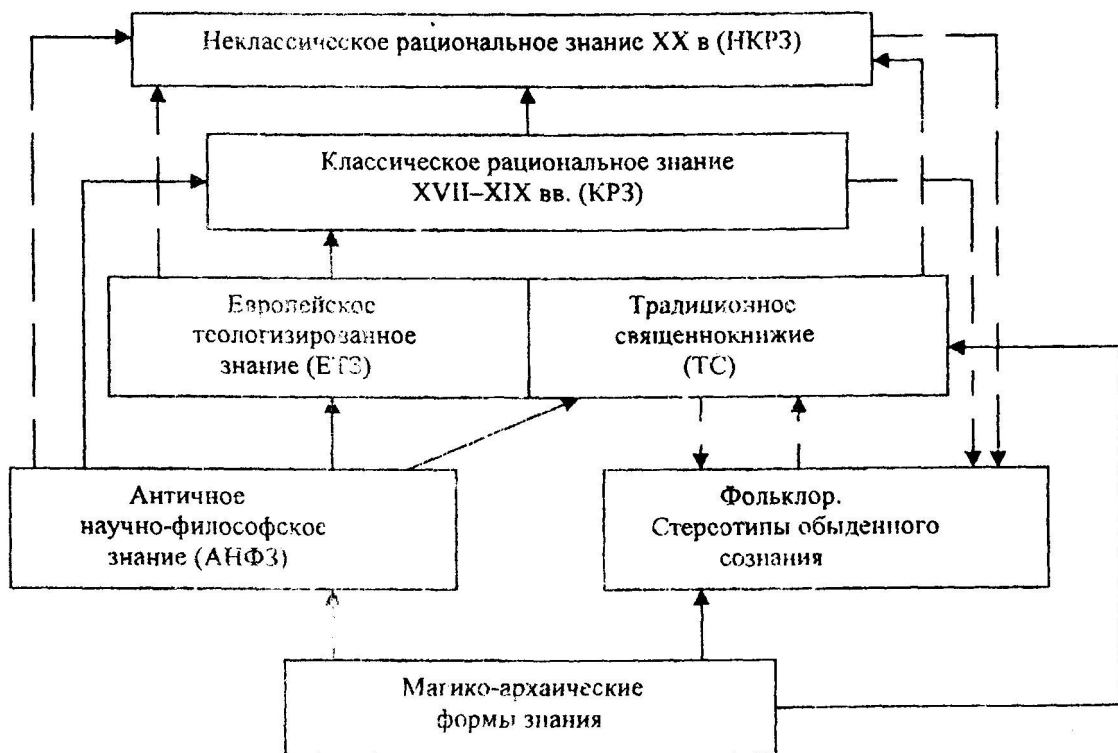 Неклассическое рациональное знание XX в (НКРЗ)
Классическое рациональное знание
XVII–XIX вв. (КРЗ)
Европейское
теологизированное
знание (ЕТЗ)
Традиционное
священнокнижие
(ТС)
Античное
научно-философское
знание (АНФЗ)
Фольклор.
Стереотипы обыденного
сознания
Магико-архаические
формы знания